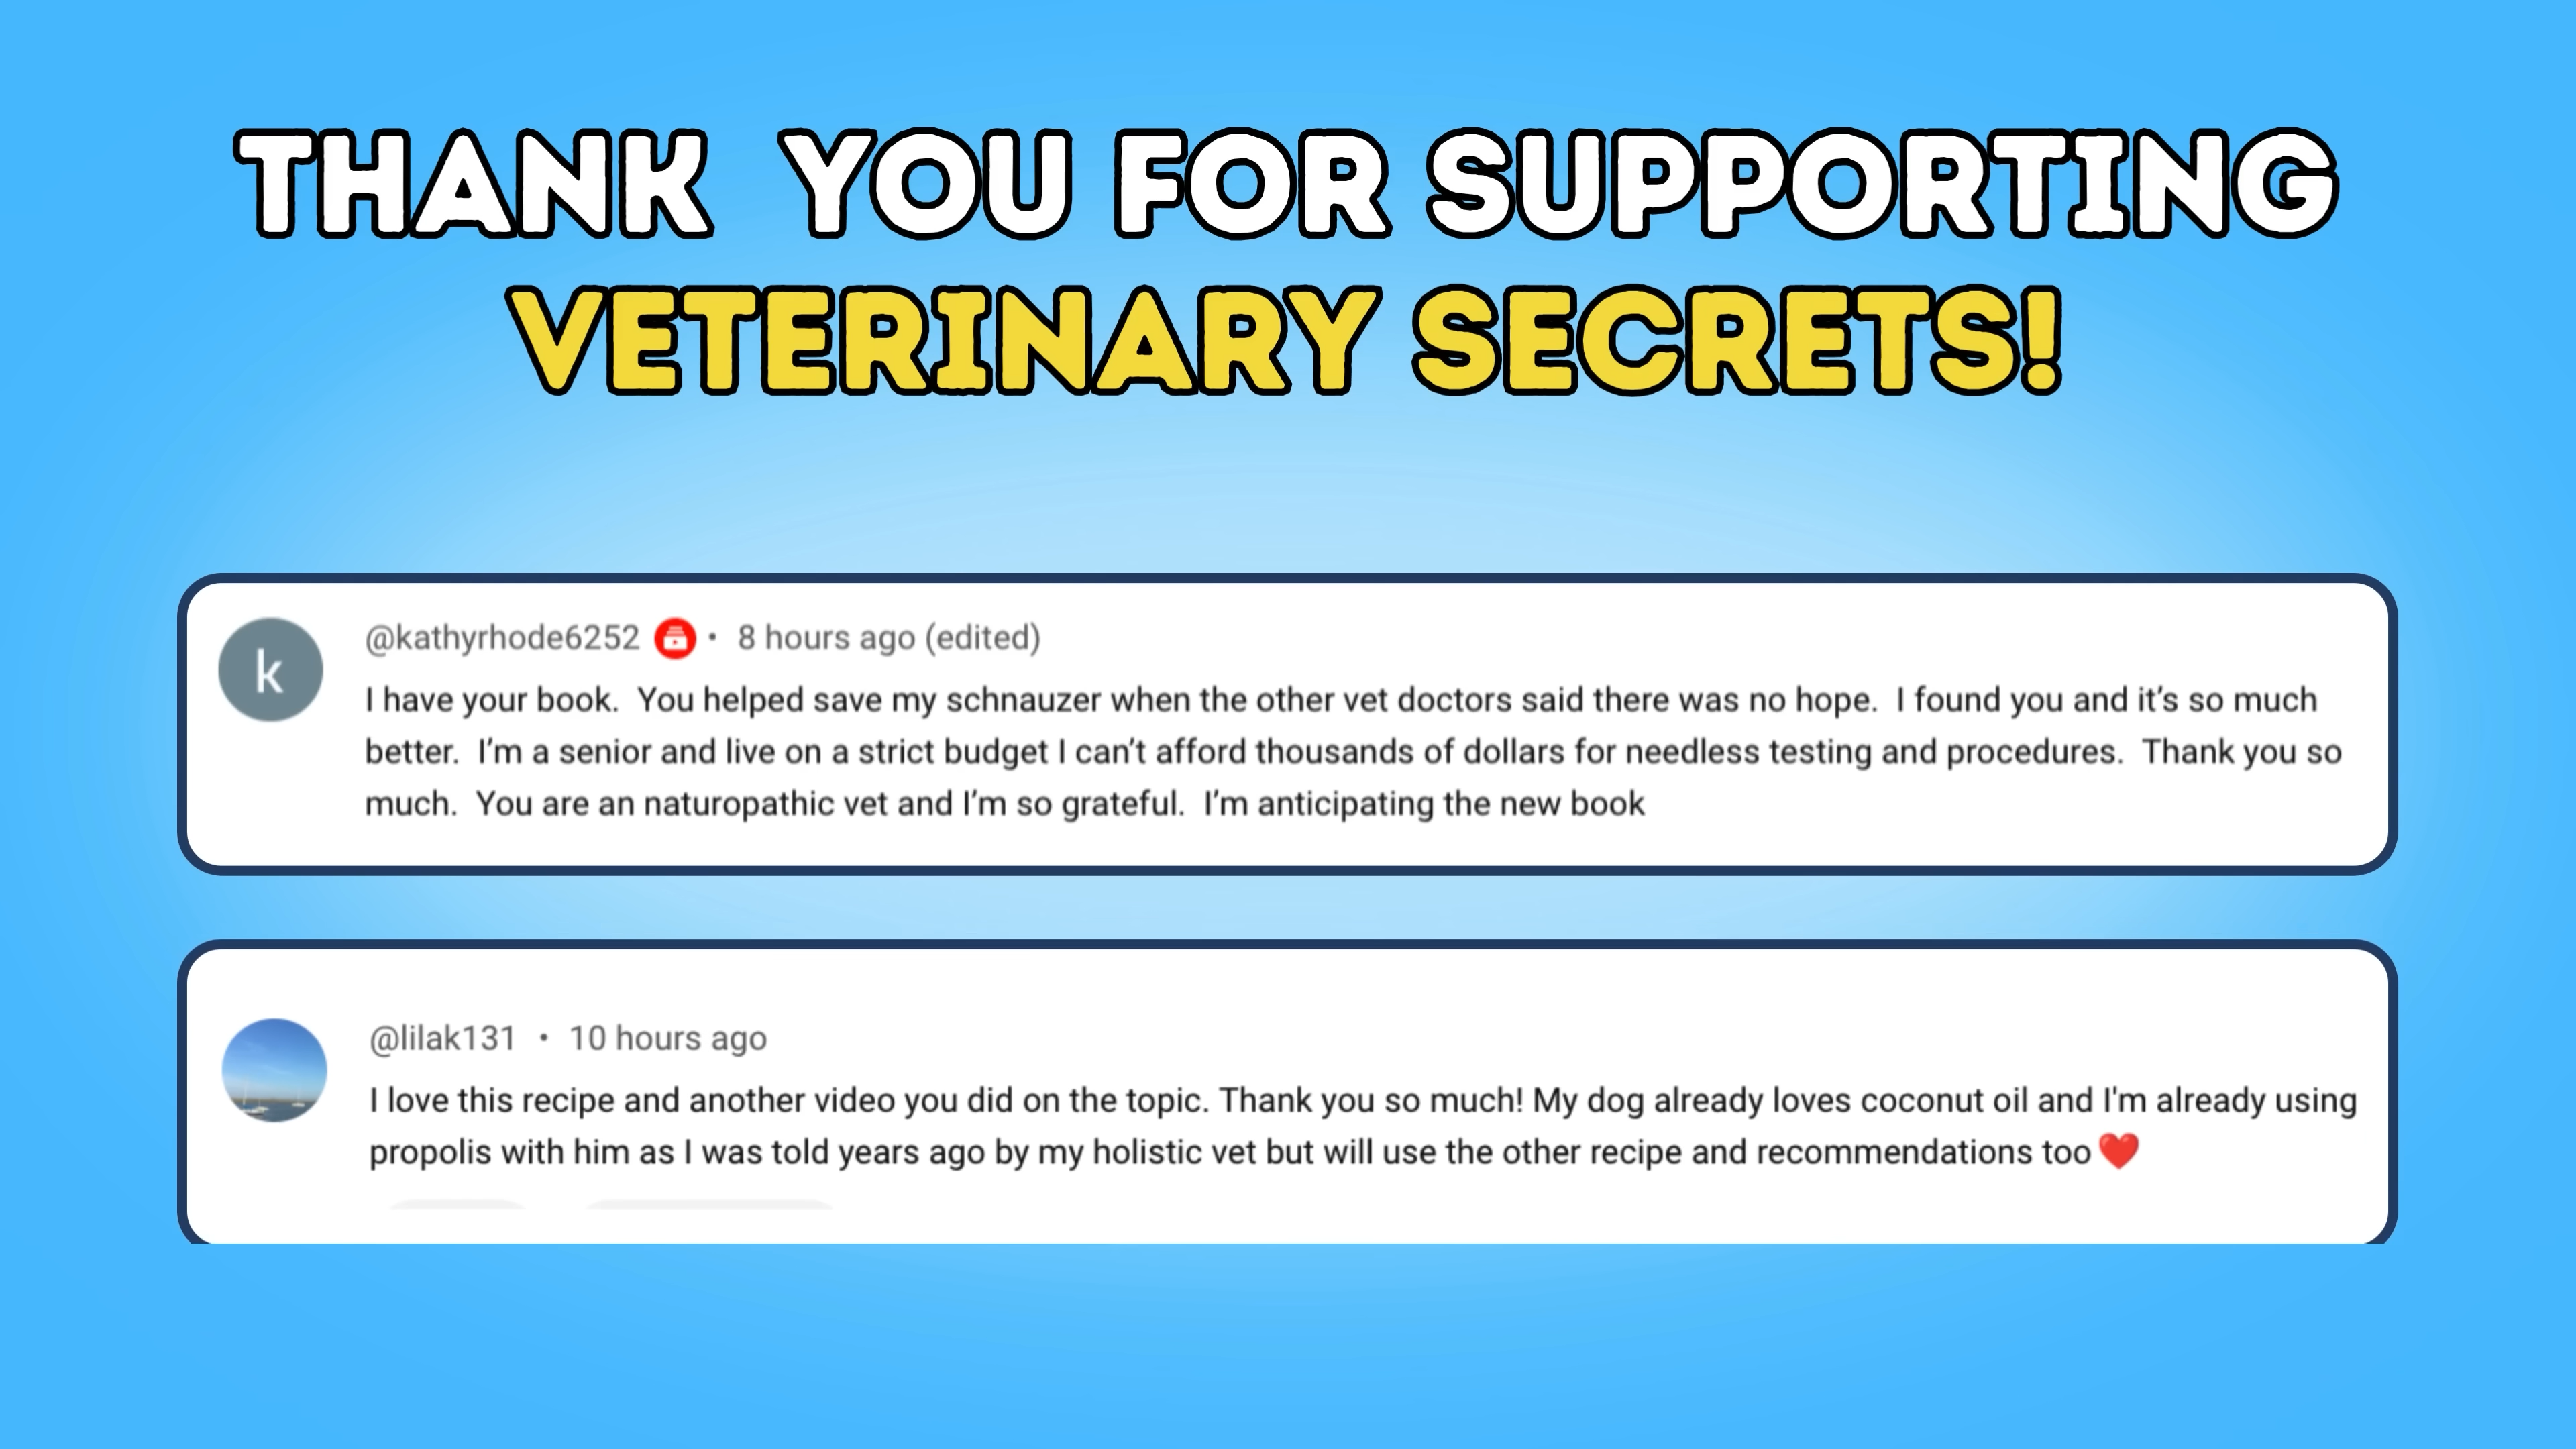 THANK YOU FOR SUPPORTING
VETERINARY SECRETS!
k
@kathyrhode6252 • 8 hours ago (edited)
I have your book. You helped save my schnauzer when the other vet doctors said there was no hope. I found you and it’s so much
better. I’m a senior and live on a strict budget I can’t afford thousands of dollars for needless testing and procedures. Thank you so
much. You are an naturopathic vet and I’m so grateful. I’m anticipating the new book
@lilak131 • 10 hours ago
I love this recipe and another video you did on the topic. Thank you so much! My dog already loves coconut oil and I'm already using
propolis with him as I was told years ago by my holistic vet but will use the other recipe and recommendations too ❤️